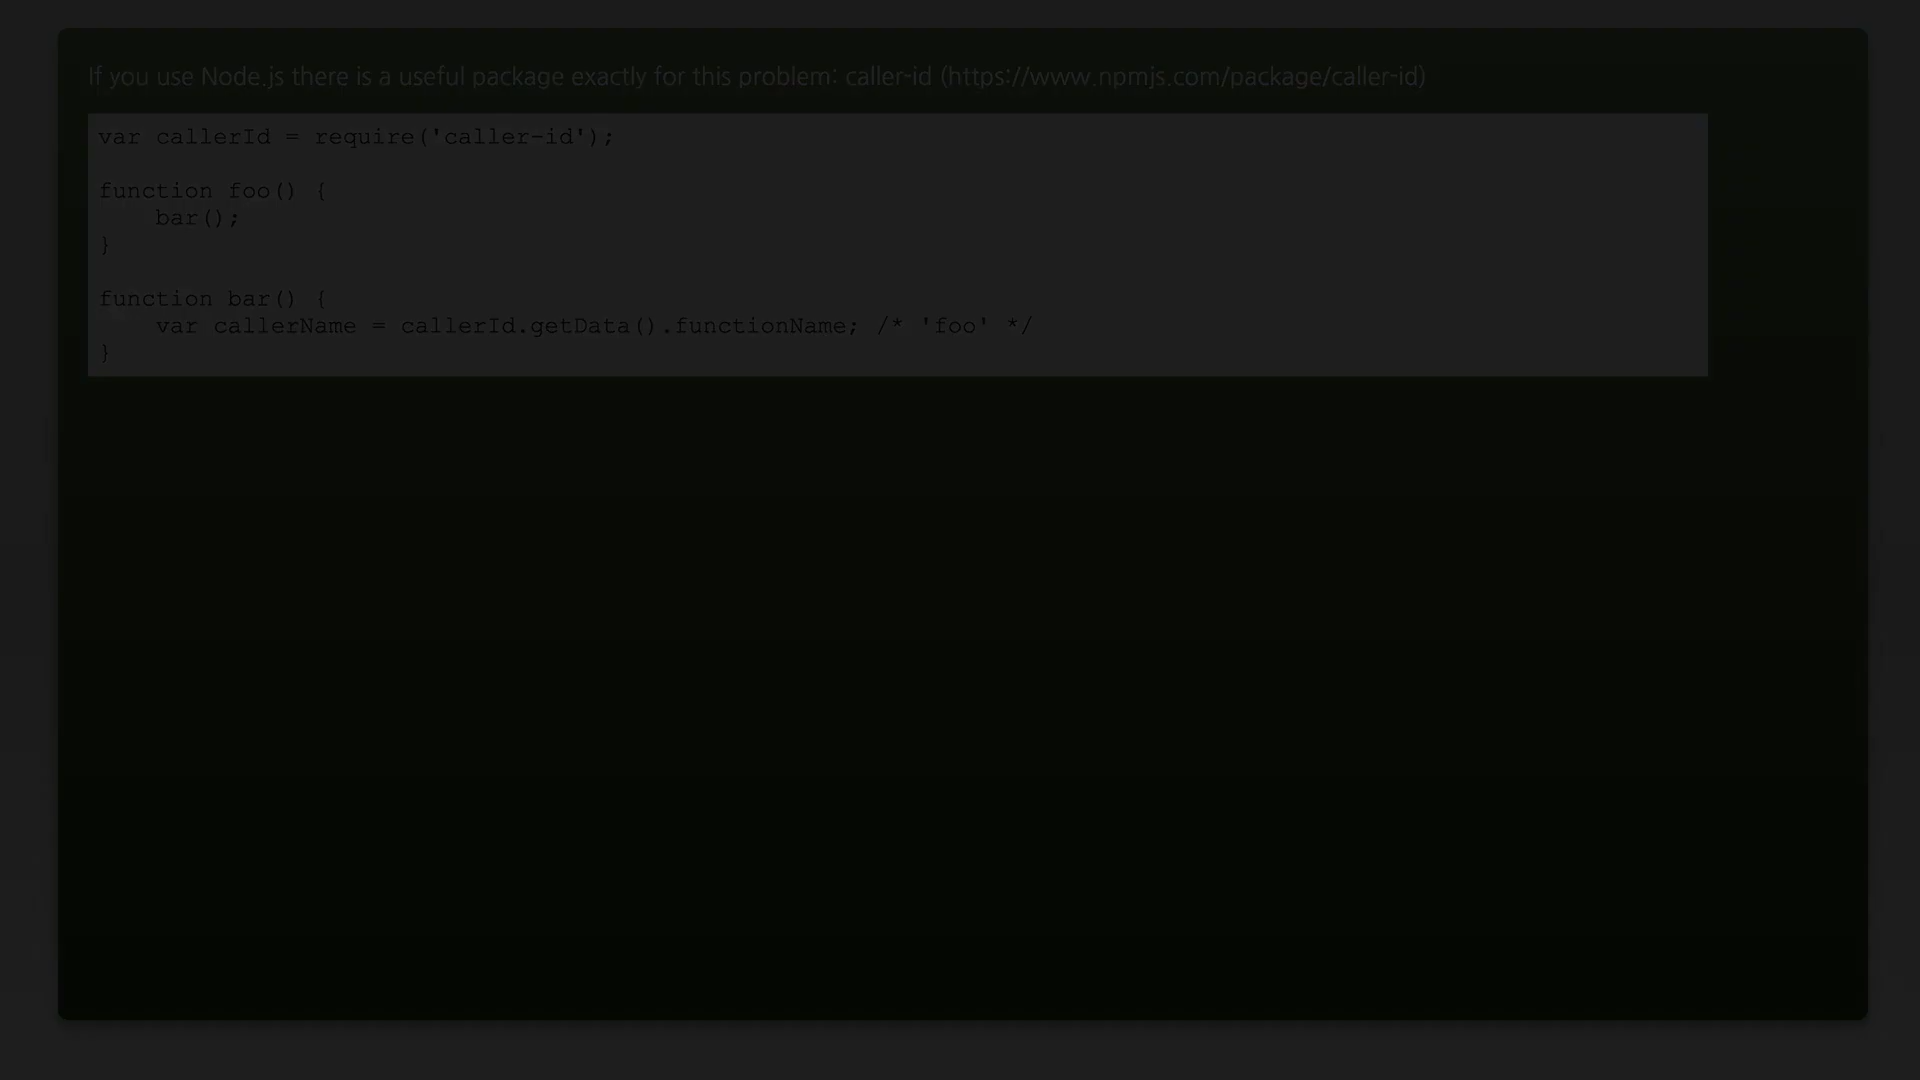 If you use Node.js there is a useful package exactly for this problem: caller-id (https://www.npmjs.com/package/caller-id)
var callerId = require('caller-id');
function foo() {
    bar();
}
function bar() {
    var callerName = callerId.getData().functionName; /* 'foo' */
}